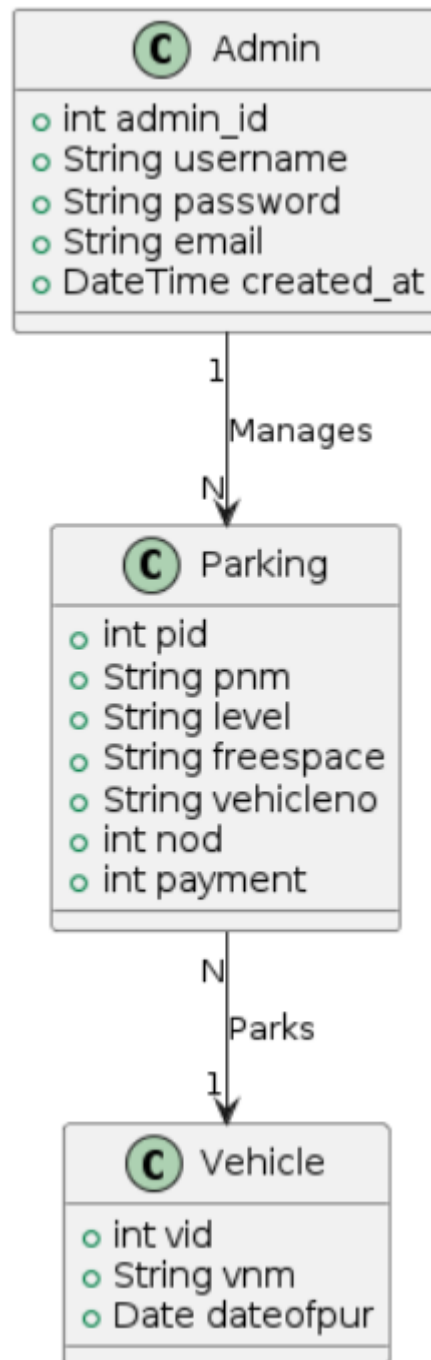 C Admin
int admin_id
String username
String password
String email
DateTime created_at
1
Manages
N
C Parking
int pid
String pnm
String level
String freespace
String vehicleno
int nod
int payment
N
Parks
1
C Vehicle
int vid
String vnm
Date dateofpur